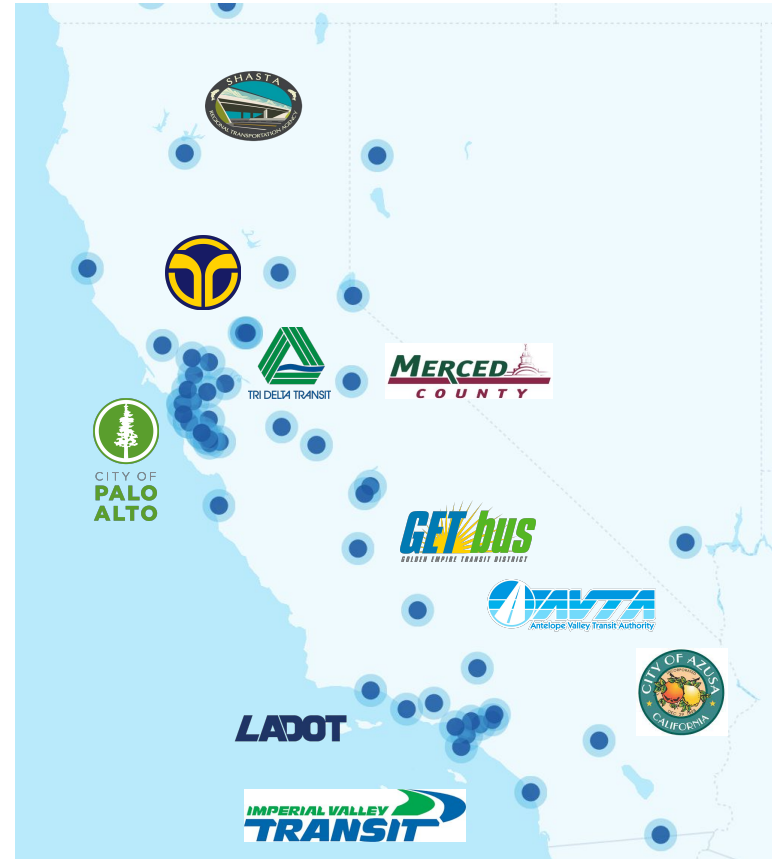 SHASTA
REGIONAL TRANSPORTATION AGENCY
TRI DELTA TRANSIT
MERCED
COUNTY
CITY OF
PALO
ALTO
GET bus
GOLDEN EMPIRE TRANSIT DISTRICT
AVTA
Antelope Valley Transit Authority
CITY OF AZUSA
CALIFORNIA
LADOT
IMPERIAL VALLEY
TRANSIT